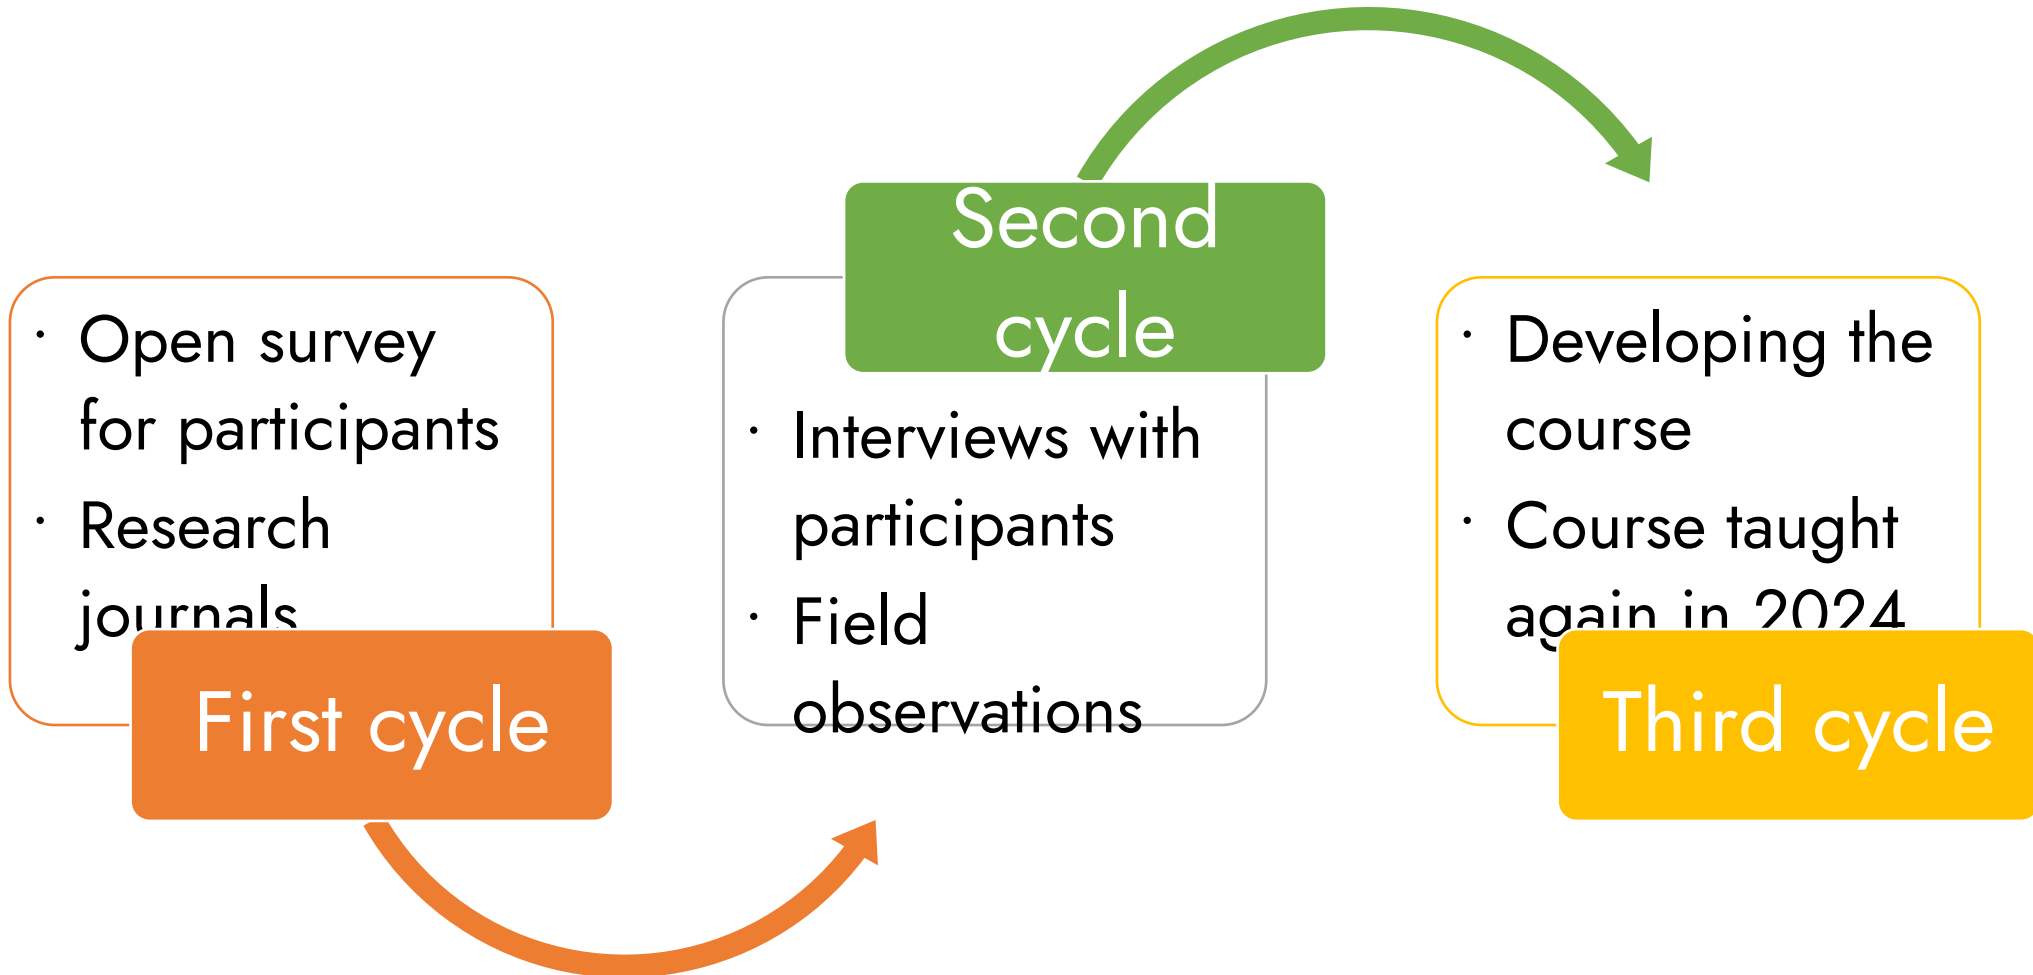 · Open survey
for participants
· Research
journals
First cycle
Second
cycle
· Interviews with
participants
· Field
observations
· Developing the
course
· Course taught
again in 2024
Third cycle